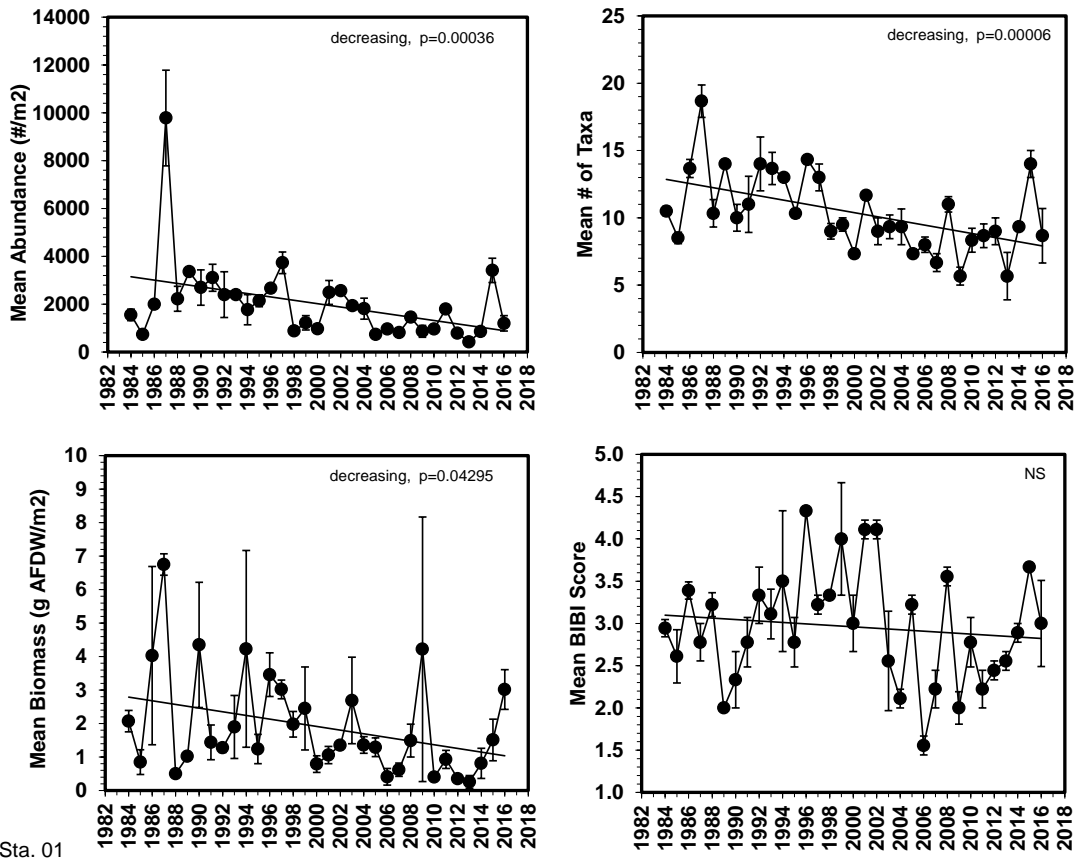 decreasing, p=0.00036
Mean Abundance (#/m2)
14000
12000
10000
8000
6000
4000
2000
0
1982 1984 1986 1988 1990 1992 1994 1996 1998 2000 2002 2004 2006 2008 2010 2012 2014 2016 2018
decreasing, p=0.00006
Mean # of Taxa
25
20
15
10
5
0
1982 1984 1986 1988 1990 1992 1994 1996 1998 2000 2002 2004 2006 2008 2010 2012 2014 2016 2018
decreasing, p=0.04295
Mean Biomass (g AFDW/m2)
10
9
8
7
6
5
4
3
2
1
0
1982 1984 1986 1988 1990 1992 1994 1996 1998 2000 2002 2004 2006 2008 2010 2012 2014 2016 2018
NS
Mean BIBI Score
5.0
4.5
4.0
3.5
3.0
2.5
2.0
1.5
1.0
1982 1984 1986 1988 1990 1992 1994 1996 1998 2000 2002 2004 2006 2008 2010 2012 2014 2016 2018
Sta. 01